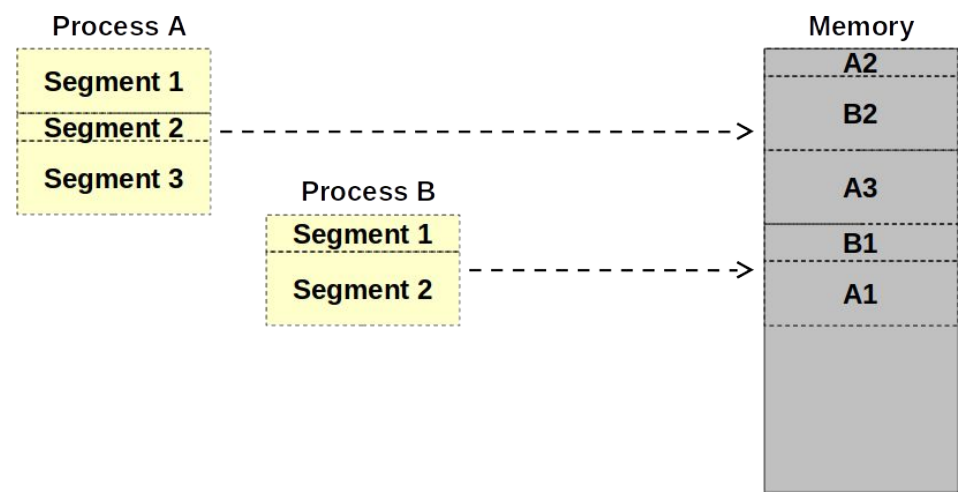 Process A
Segment 1
Segment 2
Segment 3
Process B
Segment 1
Segment 2
Memory
A2
B2
A3
B1
A1